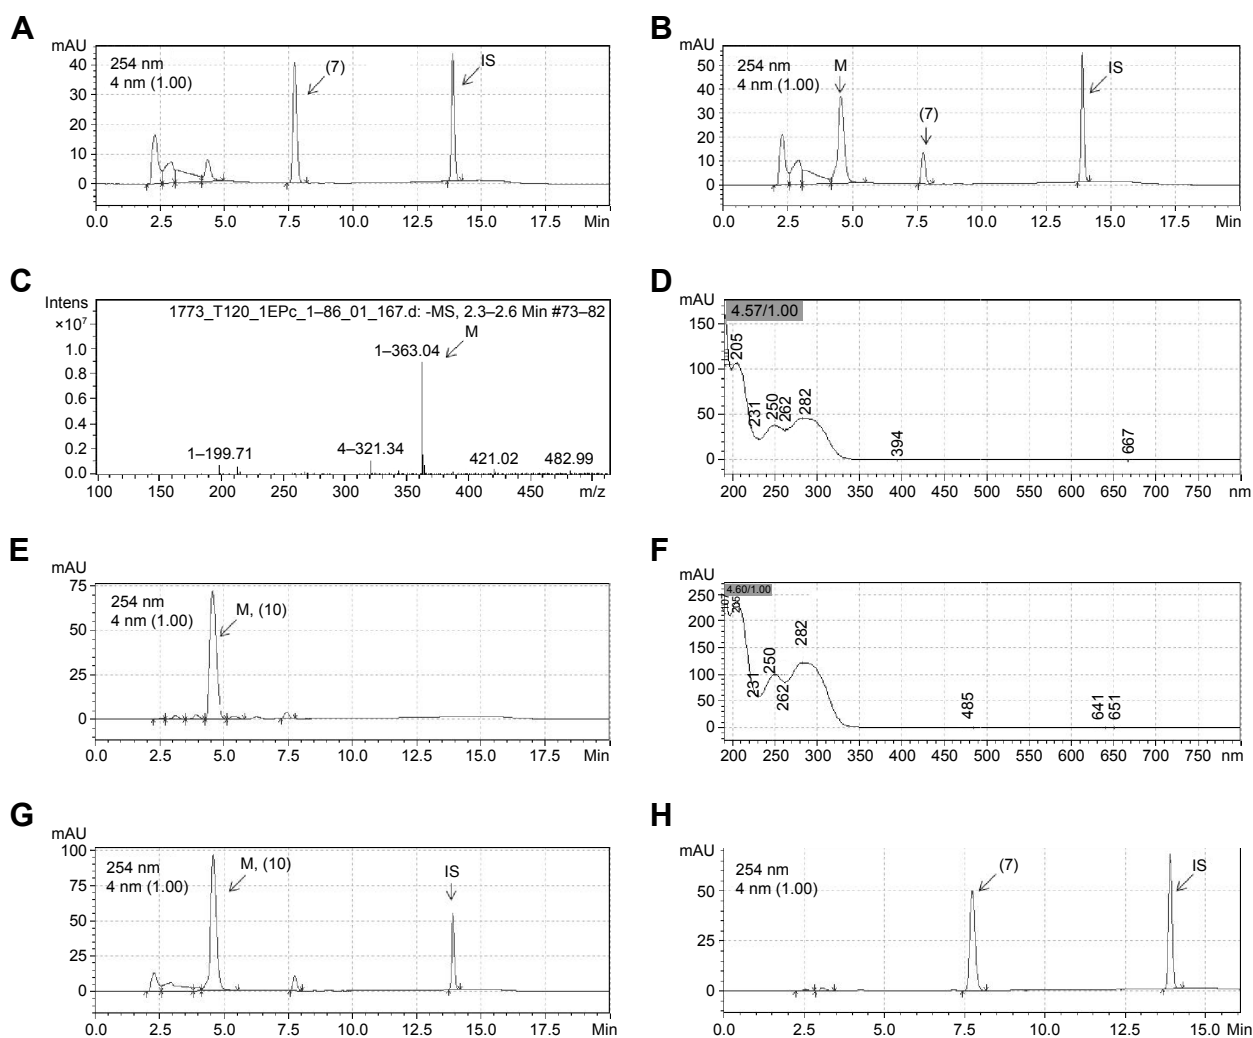 A
mAU
254 nm
4 nm (1.00)
(7)
IS
40
30
20
10
0
0.0 2.5 5.0 7.5 10.0 12.5 15.0 17.5 Min
B
mAU
254 nm
4 nm (1.00)
M
(7)
IS
50
40
30
20
10
0
0.0 2.5 5.0 7.5 10.0 12.5 15.0 17.5 Min
C
Intens
×10⁷
1773_T120_1EPc_1–86_01_167.d: -MS, 2.3–2.6 Min #73–82
M
1–363.04
1–199.71
4–321.34
421.02
482.99
1.0
0.8
0.6
0.4
0.2
0.0
100 150 200 250 300 350 400 450 m/z
D
mAU
4.57/1.00
205
231
250
262
282
394
667
150
100
50
0
200 250 300 350 400 450 500 550 600 650 700 750 nm
E
mAU
254 nm
4 nm (1.00)
M, (10)
75
50
25
0
0.0 2.5 5.0 7.5 10.0 12.5 15.0 17.5 Min
F
mAU
4.60/1.00
205
231
250
262
282
485
641
651
250
200
150
100
50
0
200 250 300 350 400 450 500 550 600 650 700 750 nm
G
mAU
254 nm
4 nm (1.00)
M, (10)
IS
100
75
50
25
0
0.0 2.5 5.0 7.5 10.0 12.5 15.0 17.5 Min
H
mAU
254 nm
4 nm (1.00)
(7)
IS
50
25
0
0.0 2.5 5.0 7.5 10.0 12.5 15.0 Min